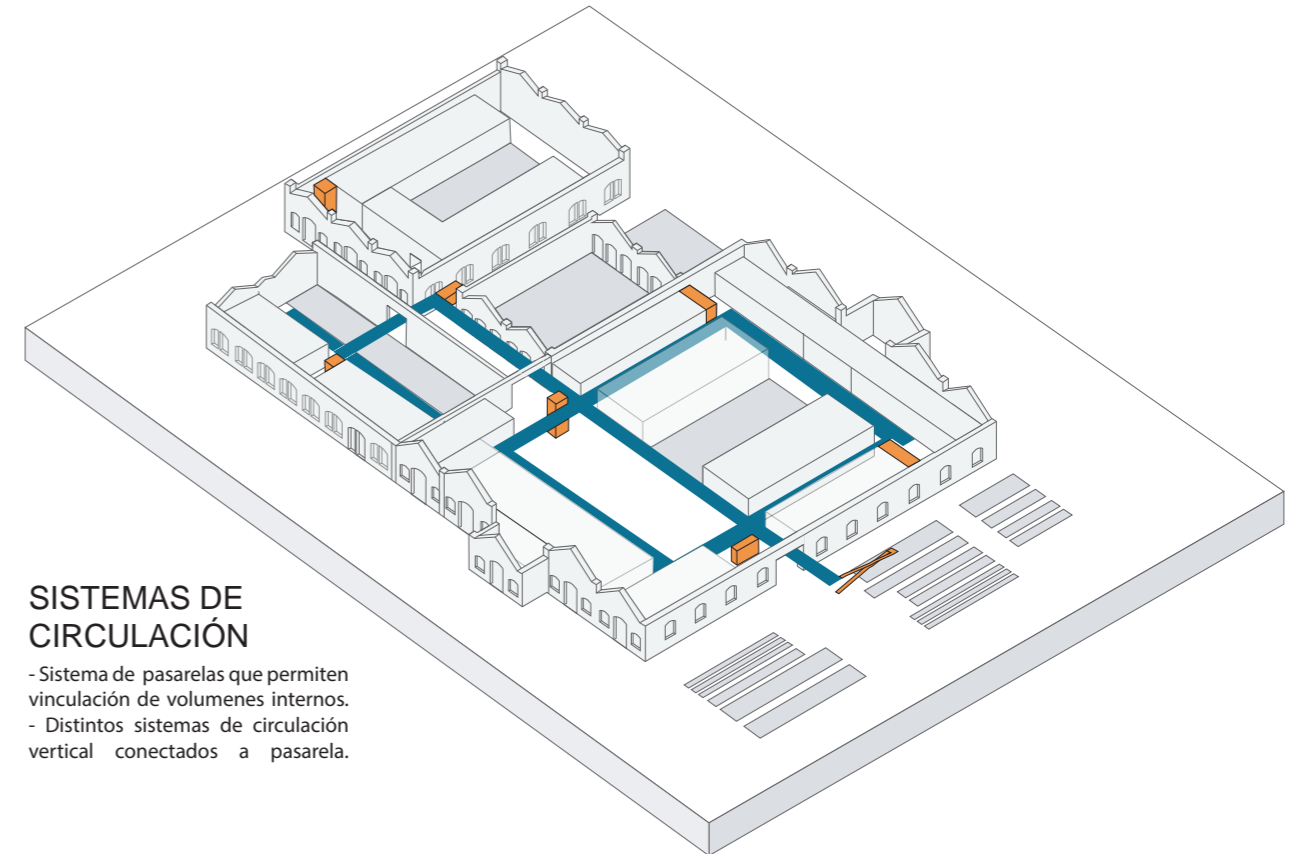 SISTEMAS DE
CIRCULACIÓN
- Sistema de pasarelas que permiten
vinculación de volumenes internos.
- Distintos sistemas de circulación
vertical conectados a pasarela.